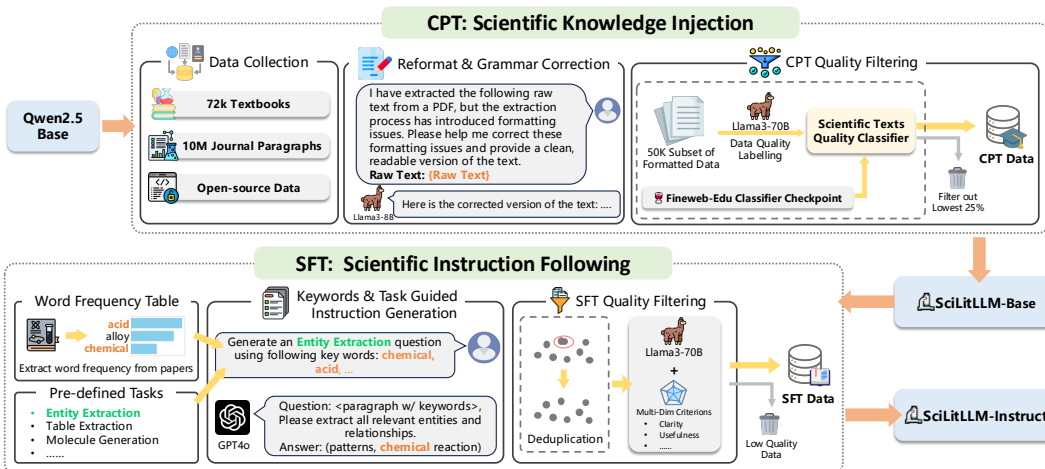 CPT: Scientific Knowledge Injection
Qwen2.5
Base
Data Collection
72k Textbooks
10M Journal Paragraphs
Open-source Data
Reformat & Grammar Correction
I have extracted the following raw
text from a PDF, but the extraction
process has introduced formatting
issues. Please help me correct these
formatting issues and provide a clean,
readable version of the text.
Raw Text: {Raw Text}
Llama3-8B
Here is the corrected version of the text: ....
CPT Quality Filtering
50K Subset of
Formatted Data
Llama3-70B
Data Quality
Labelling
Scientific Texts
Quality Classifier
Fineweb-Edu Classifier Checkpoint
Filter out
Lowest 25%
CPT Data
SFT: Scientific Instruction Following
Word Frequency Table
acid
alloy
chemical
Extract word frequency from papers
Pre-defined Tasks
• Entity Extraction
• Table Extraction
• Molecule Generation
• ......
Keywords & Task Guided
Instruction Generation
Generate an Entity Extraction question
using following key words: chemical,
acid, ...
GPT4o
Question: <paragraph w/ keywords>,
Please extract all relevant entities and
relationships.
Answer: (patterns, chemical reaction)
SFT Quality Filtering
Deduplication
Llama3-70B
+
Multi-Dim Criterions
• Clarity
• Usefulness
• ......
SFT Data
Low Quality
Data
SciLitLLM-Base
SciLitLLM-Instruct